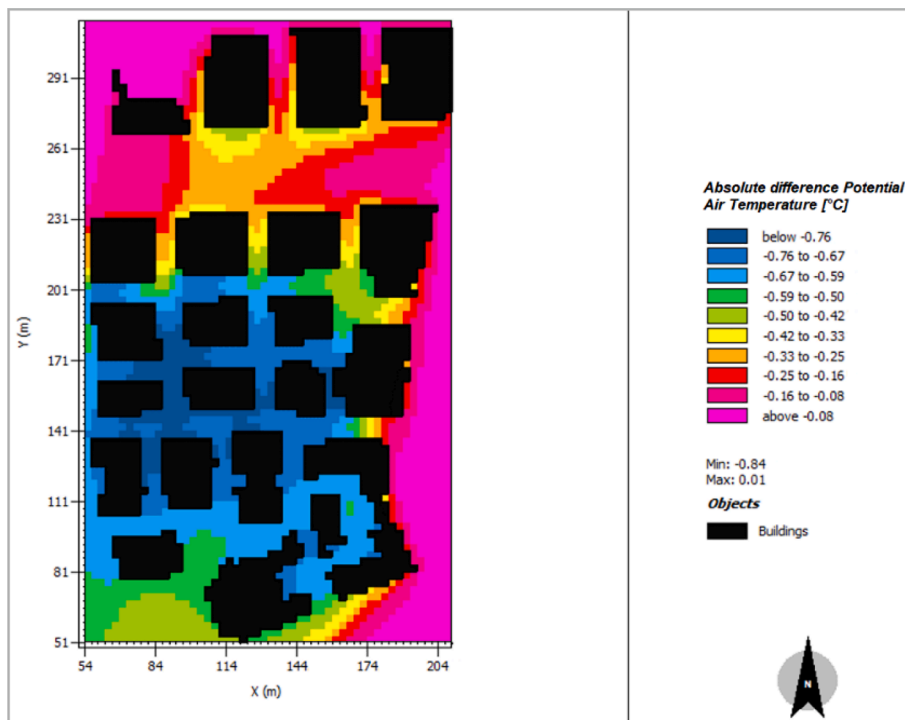 291
261
231
201
171
141
111
81
51
Y (m)
54
84
114
144
174
204
X (m)
Absolute difference Potential
Air Temperature [°C]
below -0.76
-0.76 to -0.67
-0.67 to -0.59
-0.59 to -0.50
-0.50 to -0.42
-0.42 to -0.33
-0.33 to -0.25
-0.25 to -0.16
-0.16 to -0.08
above -0.08
Min: -0.84
Max: 0.01
Objects
Buildings
N